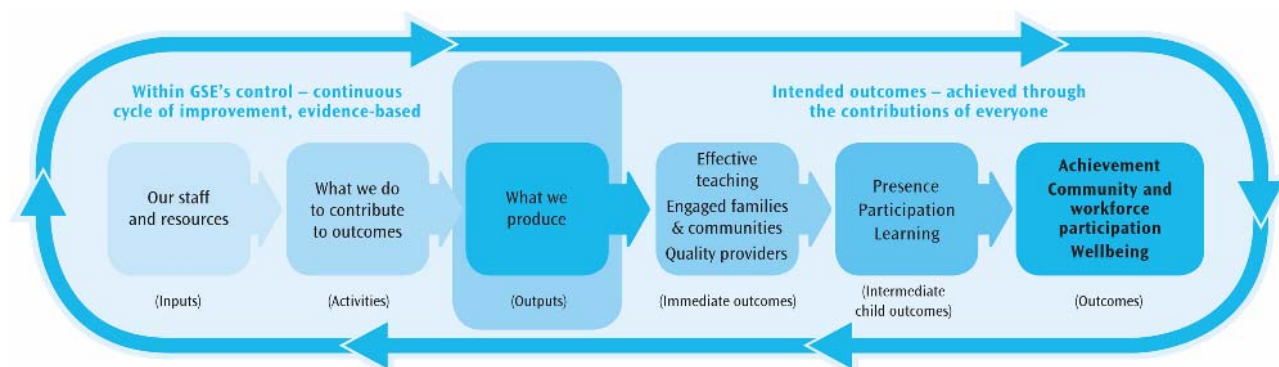 Within GSE's control – continuous
cycle of improvement, evidence-based
Intended outcomes – achieved through
the contributions of everyone
Our staff
and resources
What we do
to contribute
to outcomes
What we
produce
Effective
teaching
Engaged families
& communities
Quality providers
Presence
Participation
Learning
Achievement
Community and
workforce
participation
Wellbeing
(Inputs)
(Activities)
(Outputs)
(Immediate outcomes)
(Intermediate
child outcomes)
(Outcomes)